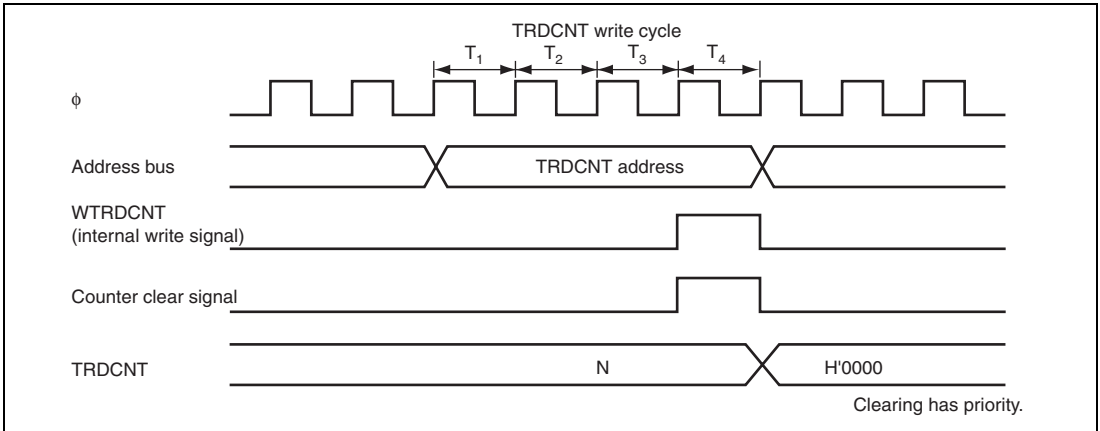 TRDCNT write cycle
T1 T2 T3 T4
ϕ
Address bus
TRDCNT address
WTRDCNT
(internal write signal)
Counter clear signal
TRDCNT
N
H'0000
Clearing has priority.